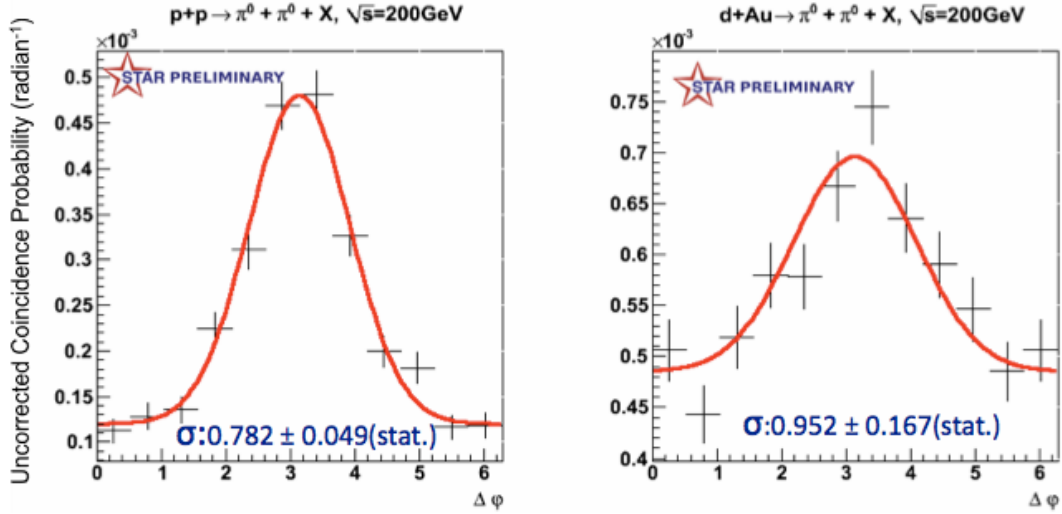 p+p → π⁰ + π⁰ + X, √s=200GeV
×10⁻³
STAR PRELIMINARY
Uncorrected Coincidence Probability (radian⁻¹)
0.5
0.45
0.4
0.35
0.3
0.25
0.2
0.15
0.1
σ:0.782 ± 0.049(stat.)
0 1 2 3 4 5 6
Δ φ
d+Au→ π⁰ + π⁰ + X, √s=200GeV
×10⁻³
STAR PRELIMINARY
0.75
0.7
0.65
0.6
0.55
0.5
0.45
0.4
σ:0.952 ± 0.167(stat.)
0 1 2 3 4 5 6
Δ φ